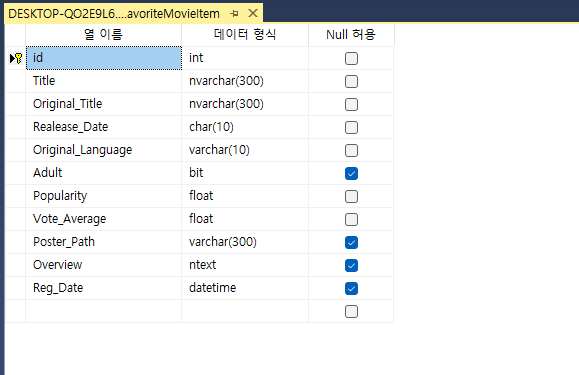 DESKTOP-QO2E9L6....avoriteMovieItem
열 이름 데이터 형식 Null 허용
id int
Title nvarchar(300)
Original_Title nvarchar(300)
Realease_Date char(10)
Original_Language varchar(10)
Adult bit
Popularity float
Vote_Average float
Poster_Path varchar(300)
Overview ntext
Reg_Date datetime